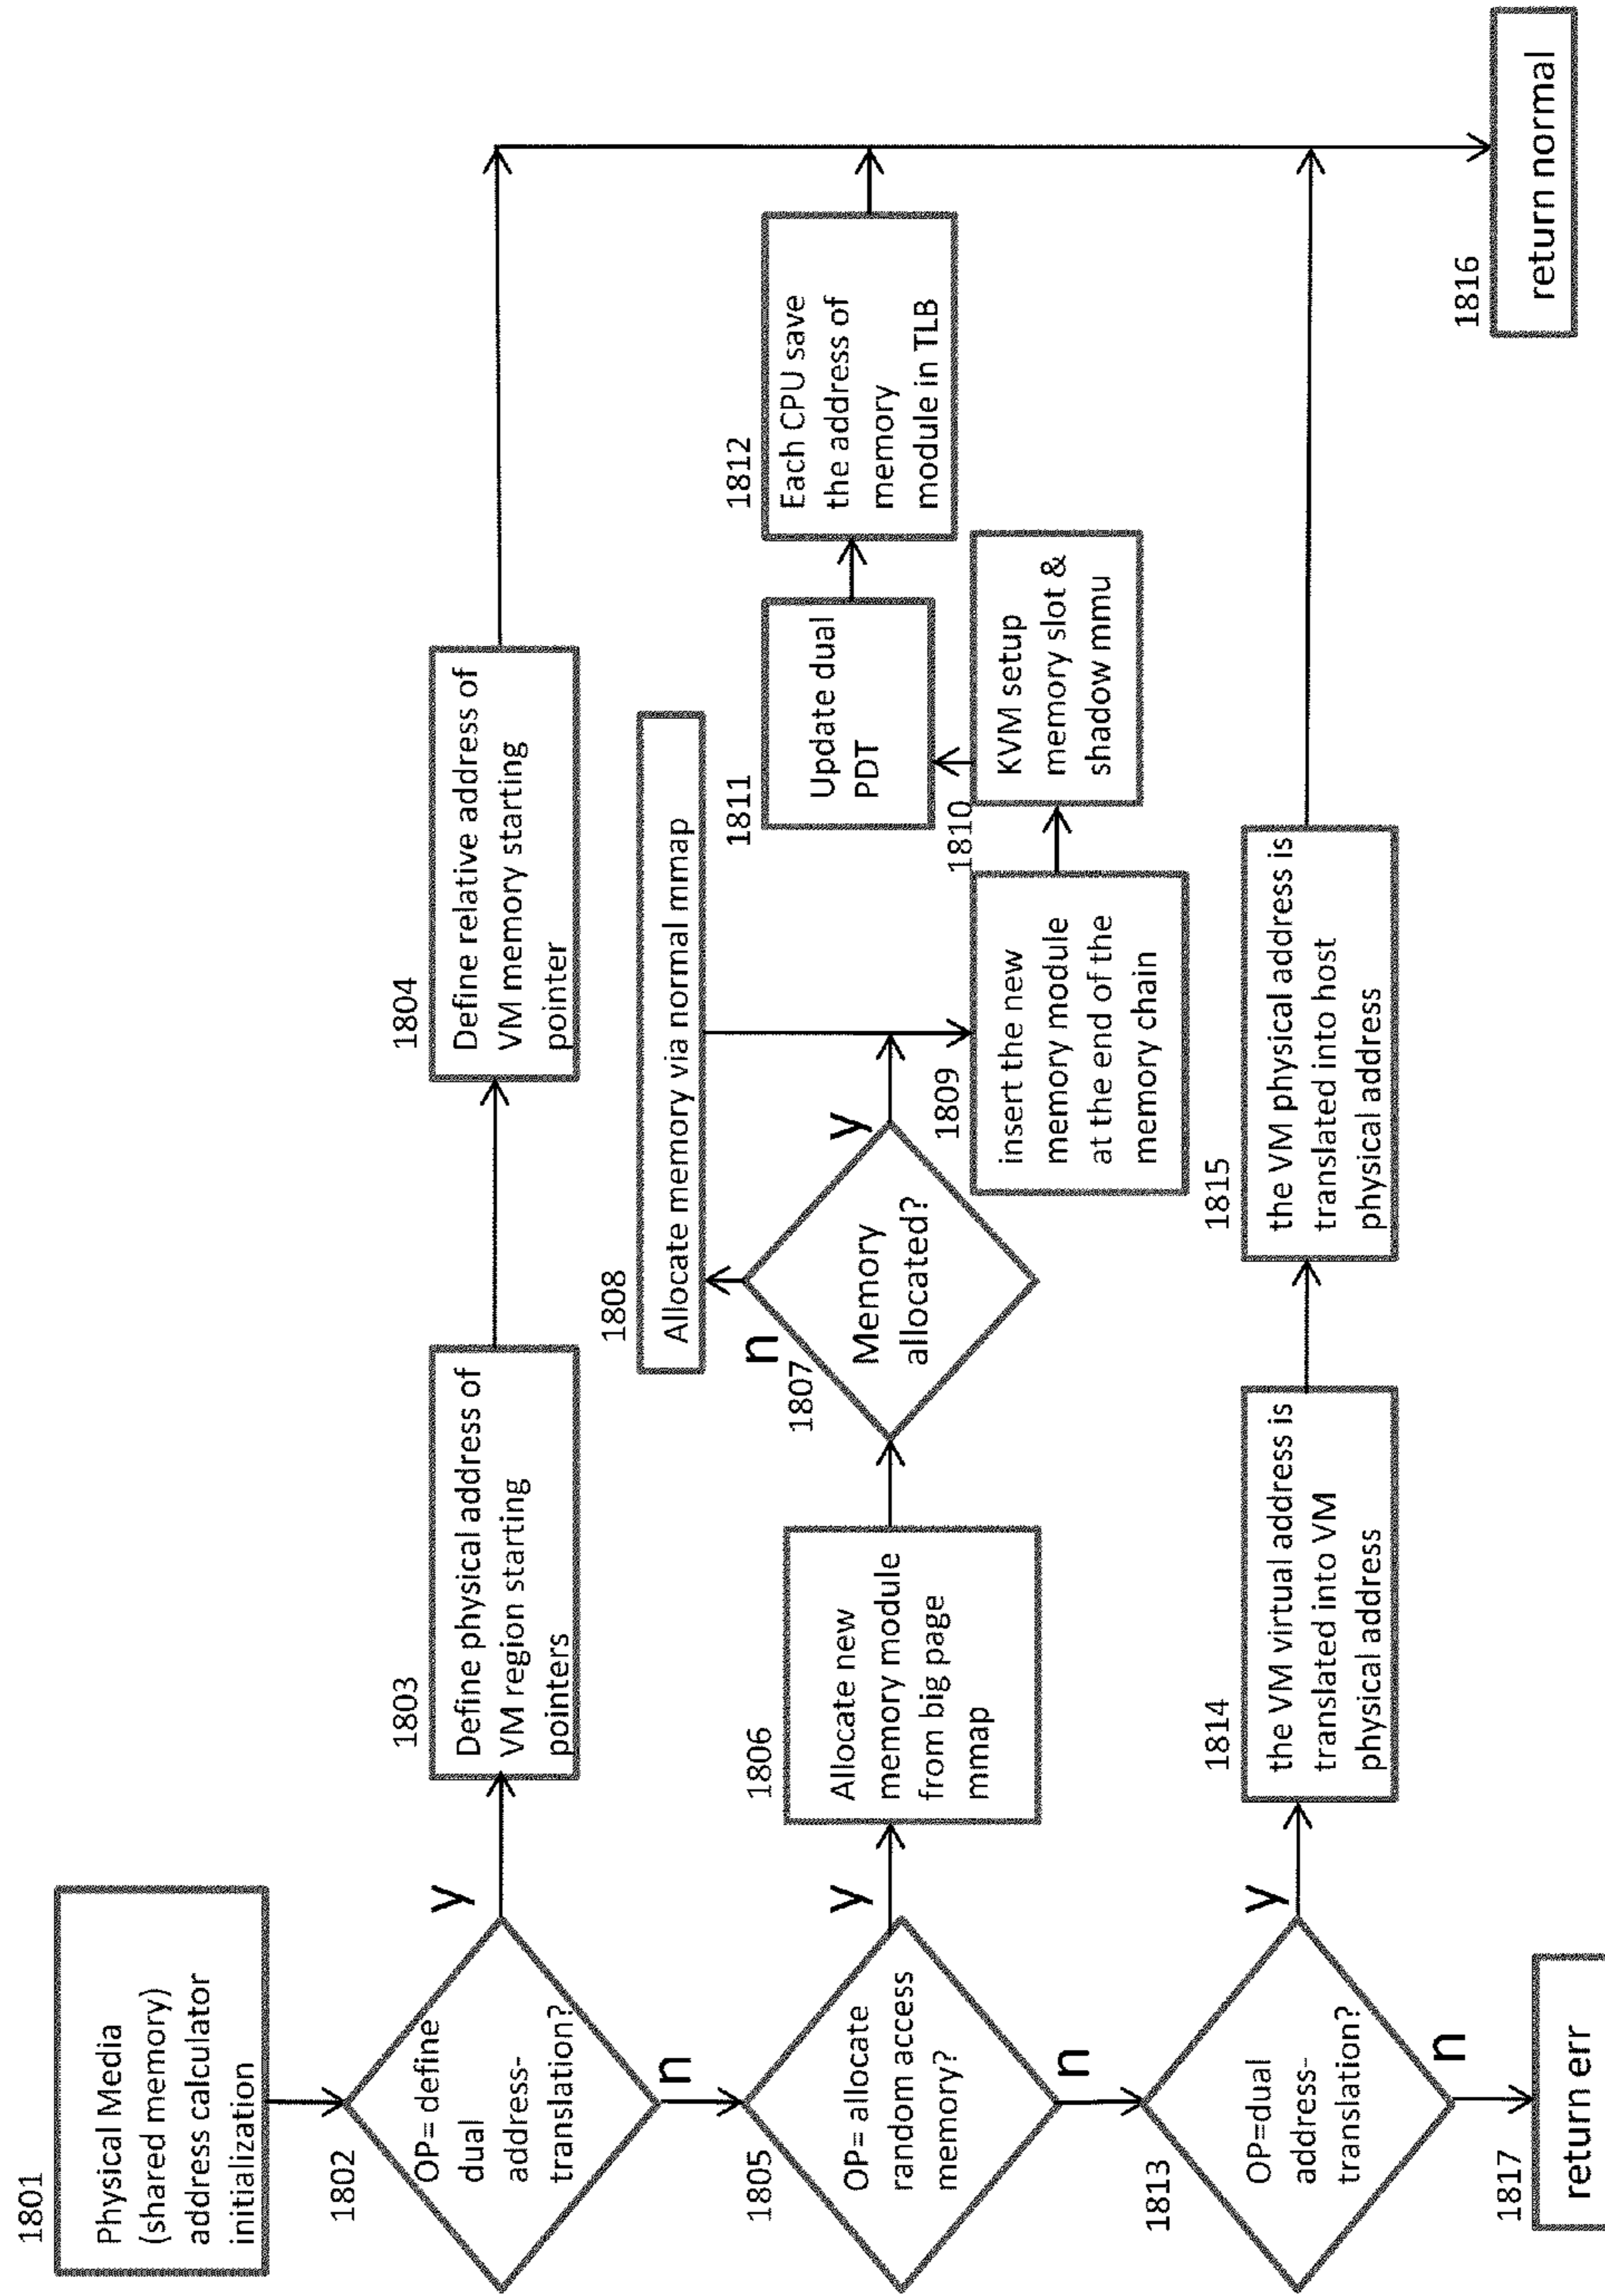 1801
Physical Media
(shared memory)
address calculator
initialization
1802
OP= define
dual
address-
translation?
y
n
1803
Define physical address of
VM region starting
pointers
1804
Define relative address of
VM memory starting
pointer
1805
OP= allocate
random access
memory?
y
n
1806
Allocate new
memory module
from big page
mmap
1807
Memory
allocated?
n
y
1808
Allocate memory via normal mmap
1809
insert the new
memory module
at the end of the
memory chain
1810
KVM setup
memory slot &
shadow mmu
1811
Update dual
PDT
1812
Each CPU save
the address of
memory
module in TLB
1813
OP=dual
address-
translation?
y
n
1814
the VM virtual address is
translated into VM
physical address
1815
the VM physical address is
translated into host
physical address
1816
return normal
1817
return err